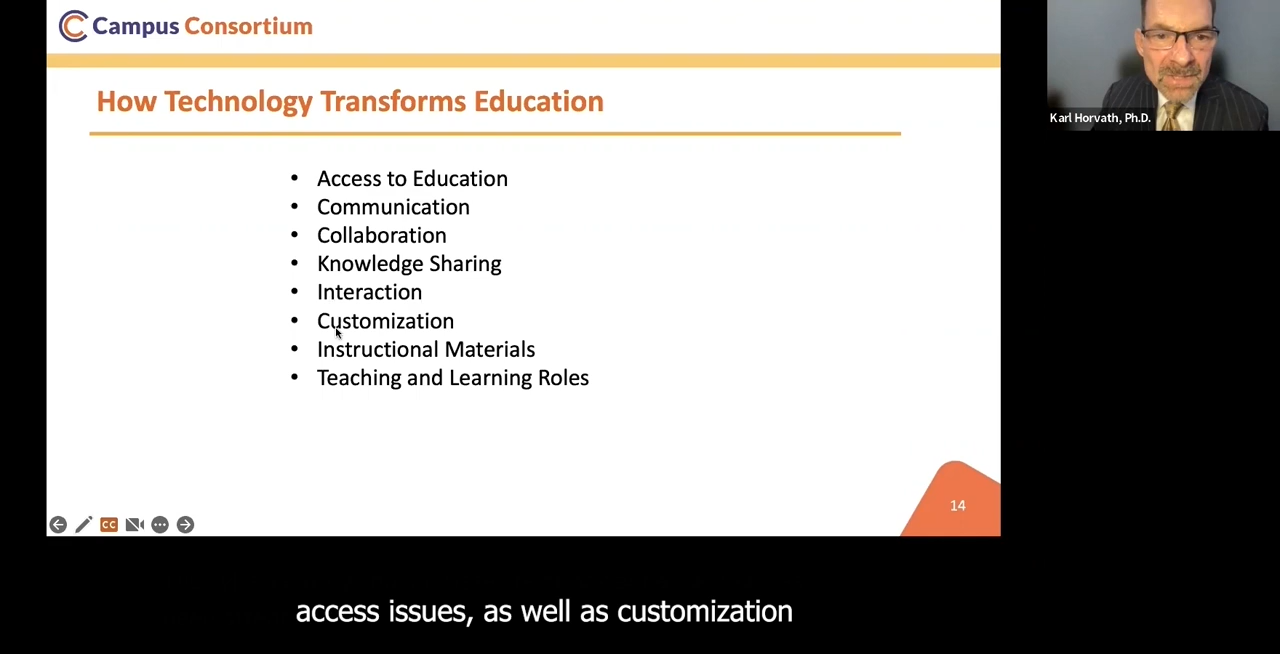 Campus Consortium
How Technology Transforms Education
• Access to Education
• Communication
• Collaboration
• Knowledge Sharing
• Interaction
• Customization
• Instructional Materials
• Teaching and Learning Roles
14
CC
Karl Horvath, Ph.D.
access issues, as well as customization